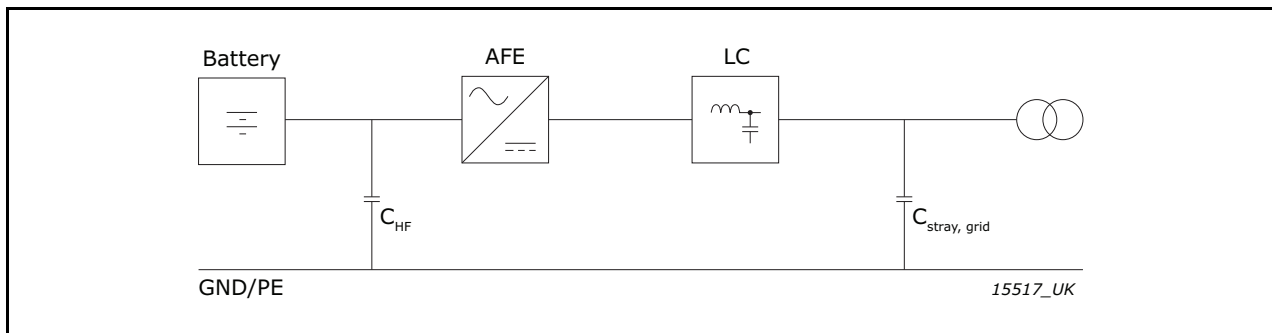 Battery
AFE
LC
C_HF
C_stray, grid
GND/PE
15517_UK